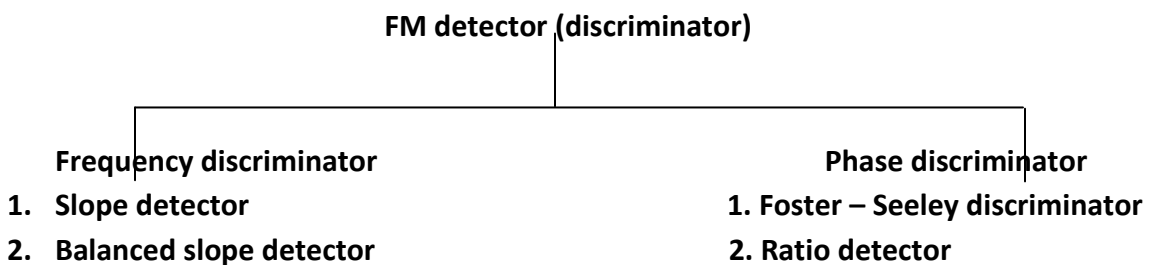 FM detector (discriminator)
Frequency discriminator
1. Slope detector
2. Balanced slope detector
Phase discriminator
1. Foster – Seeley discriminator
2. Ratio detector